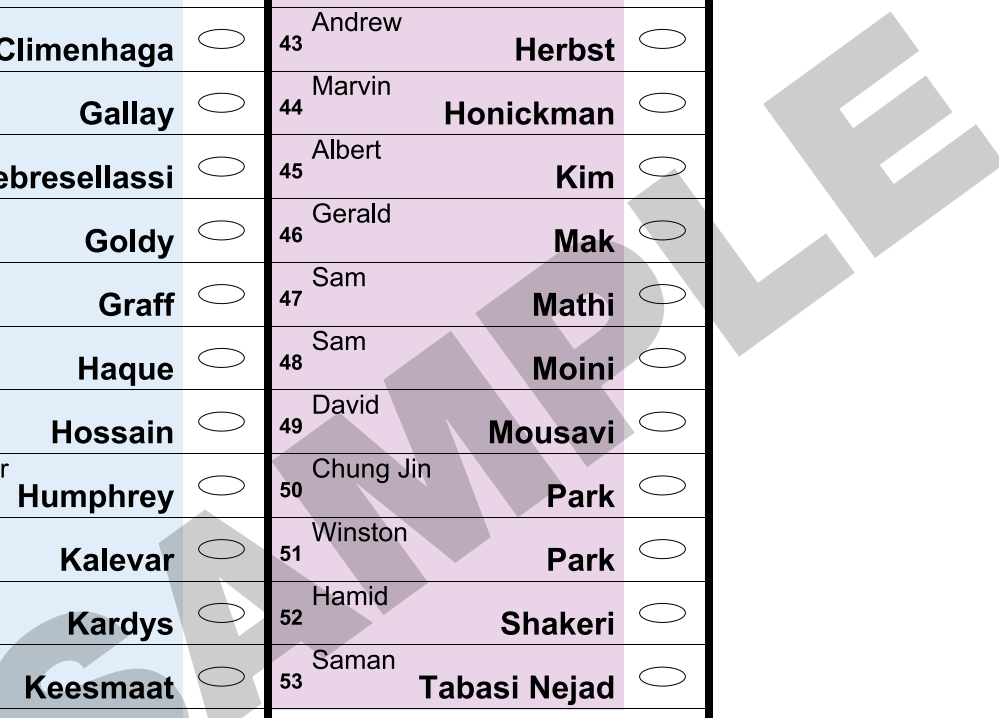 Climenhaga
Gallay
ebresellassi
Goldy
Graff
Haque
Hossain
r
Humphrey
Kalevar
Kardys
Keesmaat
43 Andrew Herbst
44 Marvin Honickman
45 Albert Kim
46 Gerald Mak
47 Sam Mathi
48 Sam Moini
49 David Mousavi
50 Chung Jin Park
51 Winston Park
52 Hamid Shakeri
53 Saman Tabasi Nejad
SAMPLE